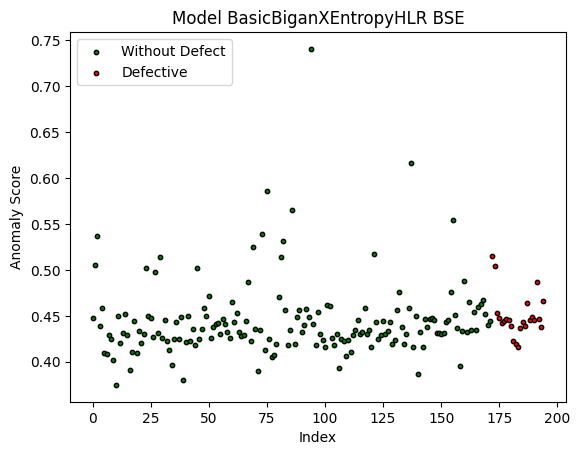 Model BasicBiganXEntropyHLR BSE
Without Defect
Defective
0.75
0.70
0.65
0.60
0.55
0.50
0.45
0.40
Anomaly Score
0 25 50 75 100 125 150 175 200
Index